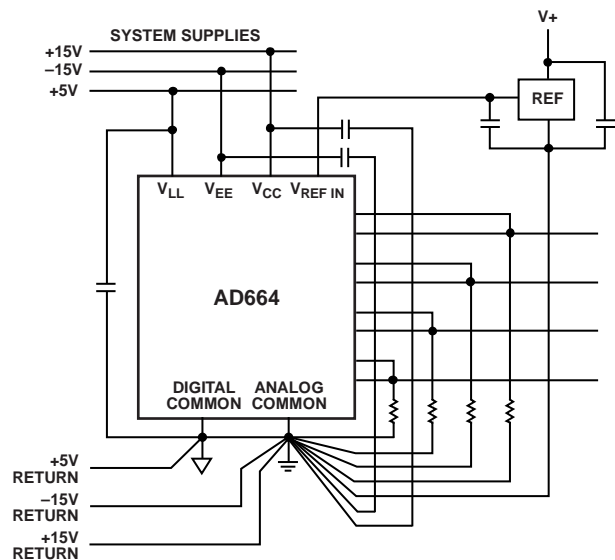 SYSTEM SUPPLIES
V+
+15V
–15V
+5V
REF
VLL VEE VCC VREF IN
AD664
DIGITAL COMMON
ANALOG COMMON
+5V
RETURN
–15V
RETURN
+15V
RETURN